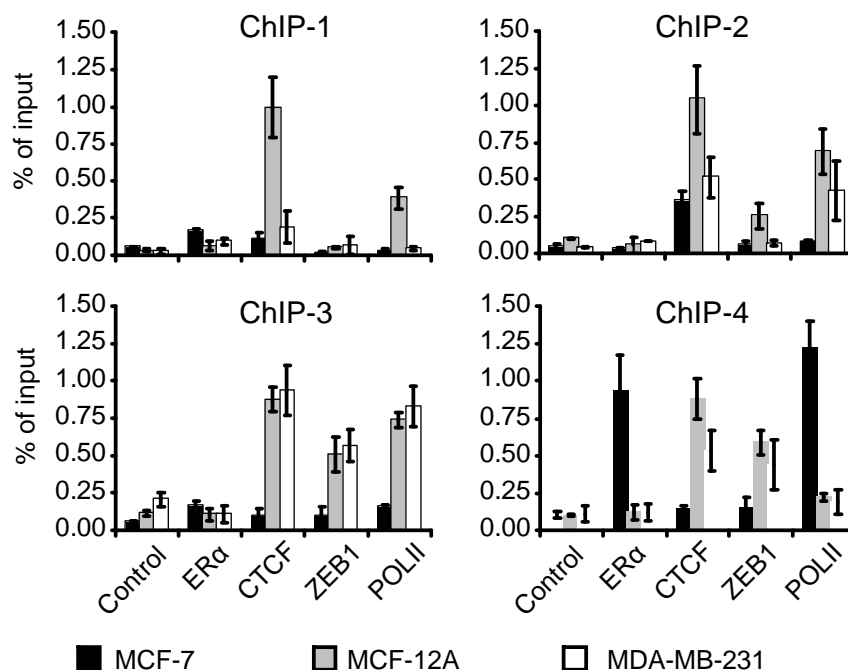 ChIP-1
% of input
1.50
1.25
1.00
0.75
0.50
0.25
0.00
ChIP-2
1.50
1.25
1.00
0.75
0.50
0.25
0.00
ChIP-3
% of input
1.50
1.25
1.00
0.75
0.50
0.25
0.00
Control
ERα
CTCF
ZEB1
POLII
ChIP-4
1.50
1.25
1.00
0.75
0.50
0.25
0.00
Control
ERα
CTCF
ZEB1
POLII
MCF-7
MCF-12A
MDA-MB-231